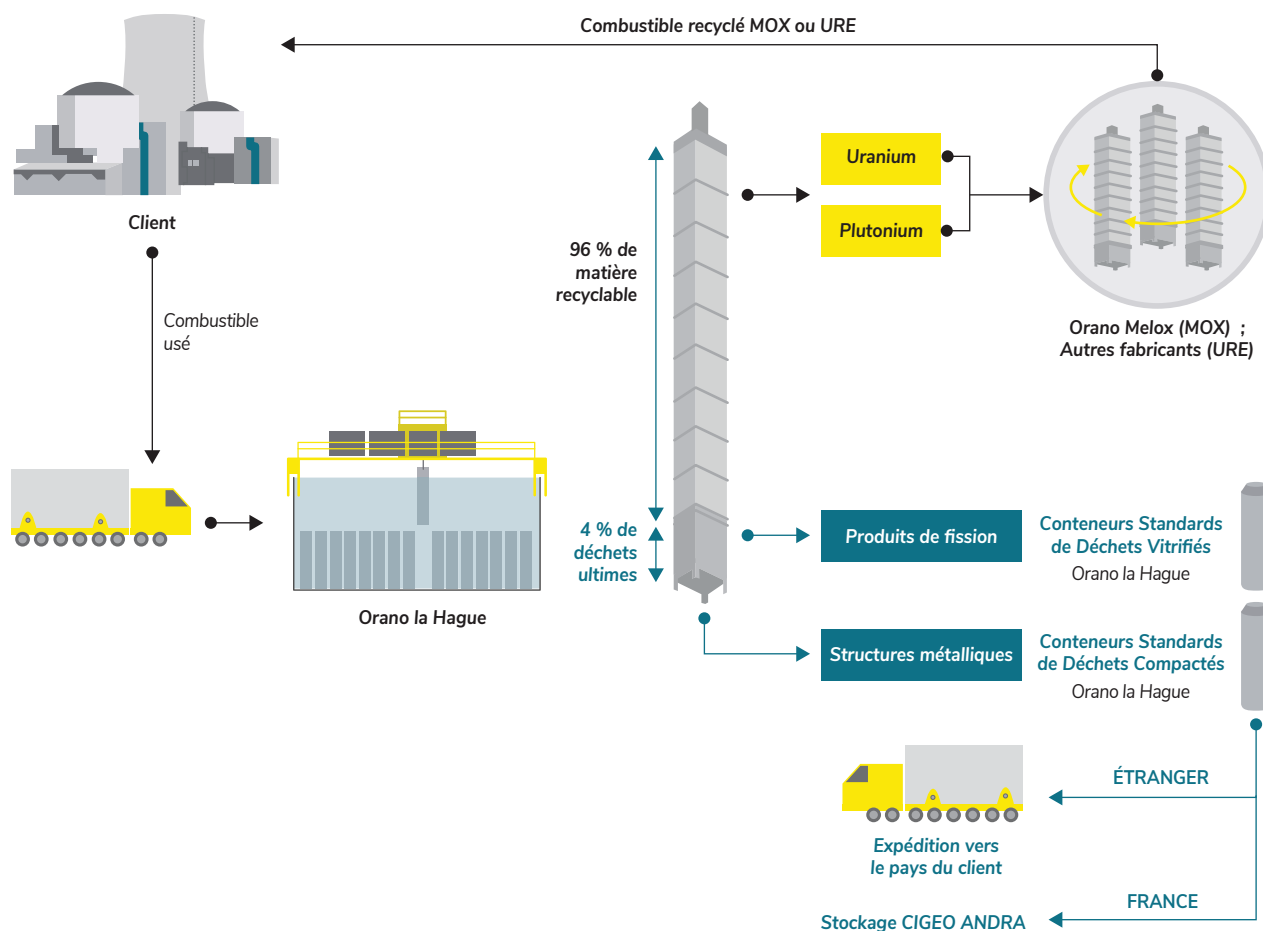 Combustible recyclé MOX ou URE
Client
Combustible
usé
Orano la Hague
96 % de
matière
recyclable
4 % de
déchets
ultimes
Uranium
Plutonium
Orano Melox (MOX) ;
Autres fabricants (URE)
Produits de fission
Conteneurs Standards
de Déchets Vitrifiés
Orano la Hague
Structures métalliques
Conteneurs Standards
de Déchets Compactés
Orano la Hague
ÉTRANGER
Expédition vers
le pays du client
FRANCE
Stockage CIGEO ANDRA